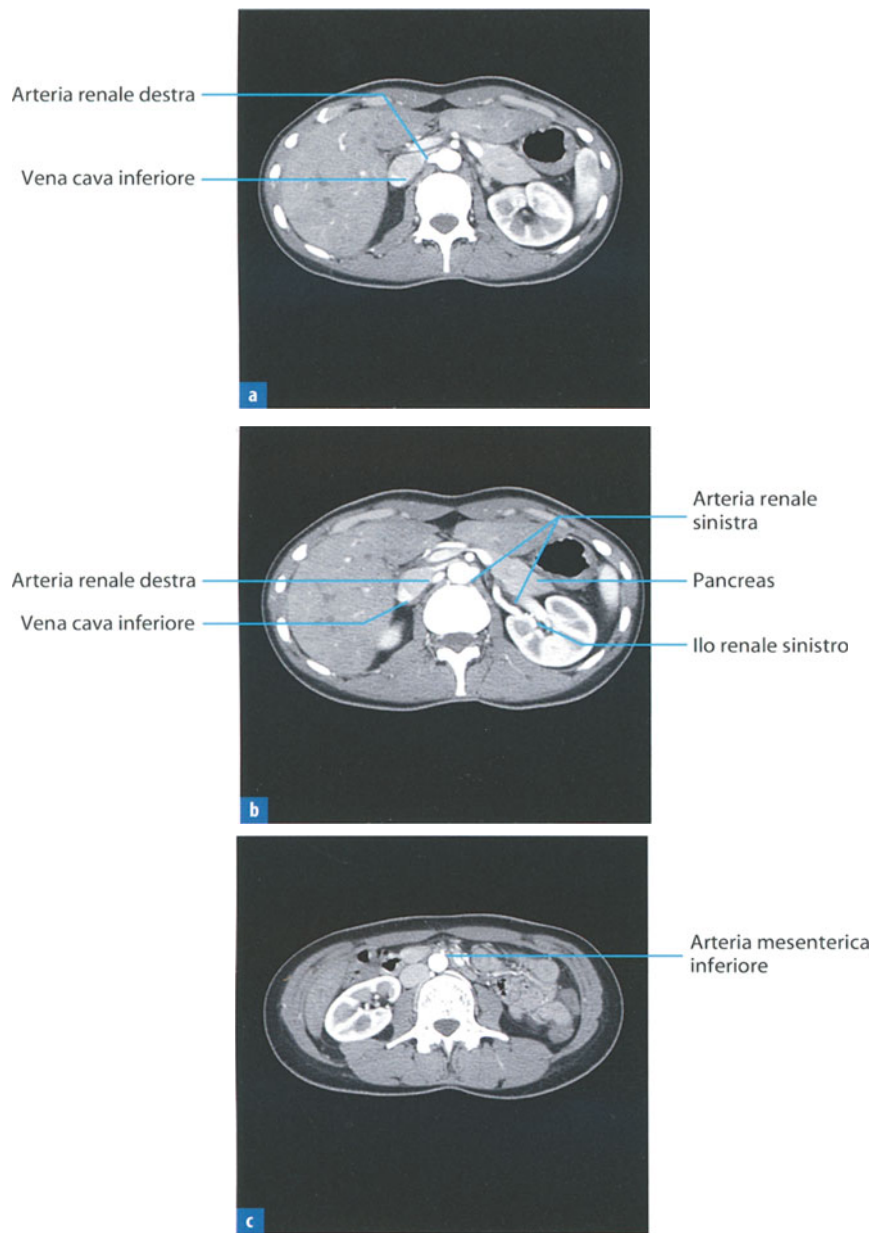 Arteria renale destra
Vena cava inferiore
a
Arteria renale
sinistra
Arteria renale destra
Pancreas
Vena cava inferiore
Ilo renale sinistro
b
Arteria mesenterica
inferiore
c